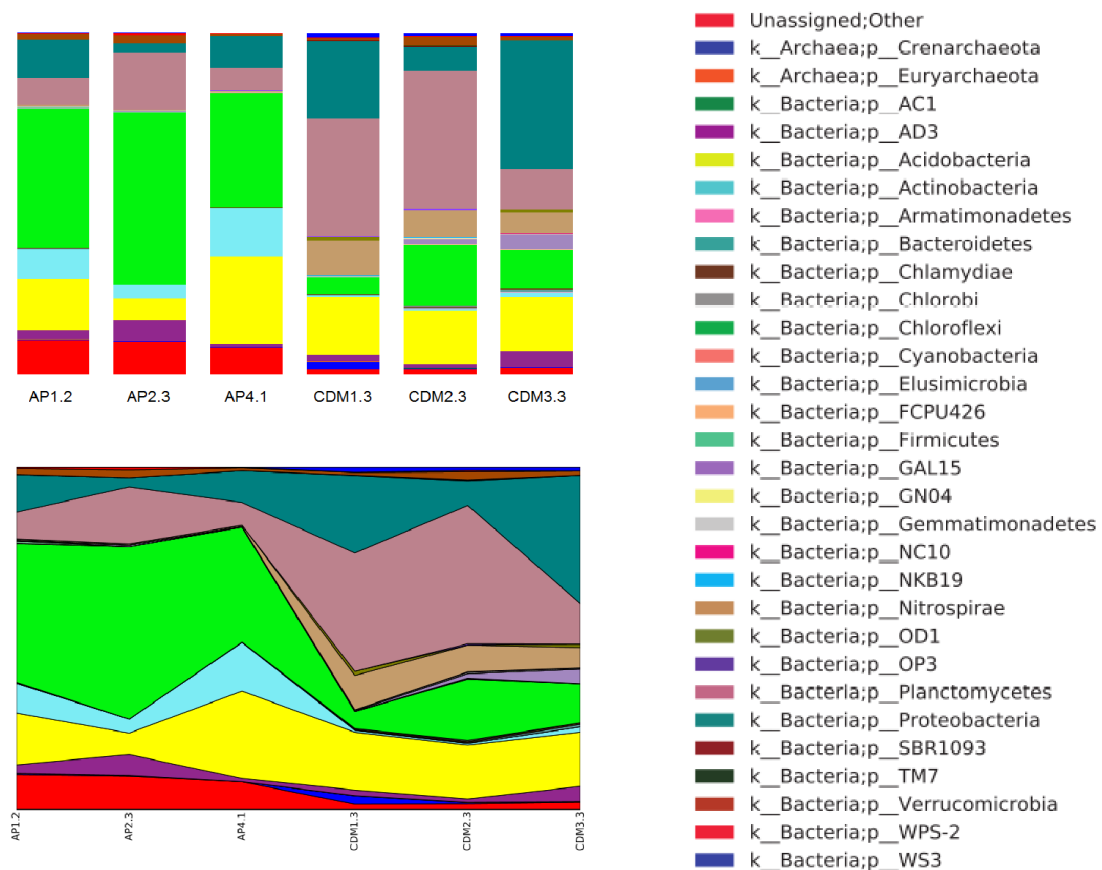 AP1.2 AP2.3 AP4.1 CDM1.3 CDM2.3 CDM3.3
AP1.2 AP2.3 AP4.1 CDM1.3 CDM2.3 CDM3.3
Unassigned;Other
k__Archaea;p__Crenarchaeota
k__Archaea;p__Euryarchaeota
k__Bacteria;p__AC1
k__Bacteria;p__AD3
k__Bacteria;p__Acidobacteria
k__Bacteria;p__Actinobacteria
k__Bacteria;p__Armatimonadetes
k__Bacteria;p__Bacteroidetes
k__Bacteria;p__Chlamydiae
k__Bacteria;p__Chlorobi
k__Bacteria;p__Chloroflexi
k__Bacteria;p__Cyanobacteria
k__Bacteria;p__Elusimicrobia
k__Bacteria;p__FCPU426
k__Bacteria;p__Firmicutes
k__Bacteria;p__GAL15
k__Bacteria;p__GN04
k__Bacteria;p__Gemmatimonadetes
k__Bacteria;p__NC10
k__Bacteria;p__NKB19
k__Bacteria;p__Nitrospirae
k__Bacteria;p__OD1
k__Bacteria;p__OP3
k__Bacteria;p__Planctomycetes
k__Bacteria;p__Proteobacteria
k__Bacteria;p__SBR1093
k__Bacteria;p__TM7
k__Bacteria;p__Verrucomicrobia
k__Bacteria;p__WPS-2
k__Bacteria;p__WS3